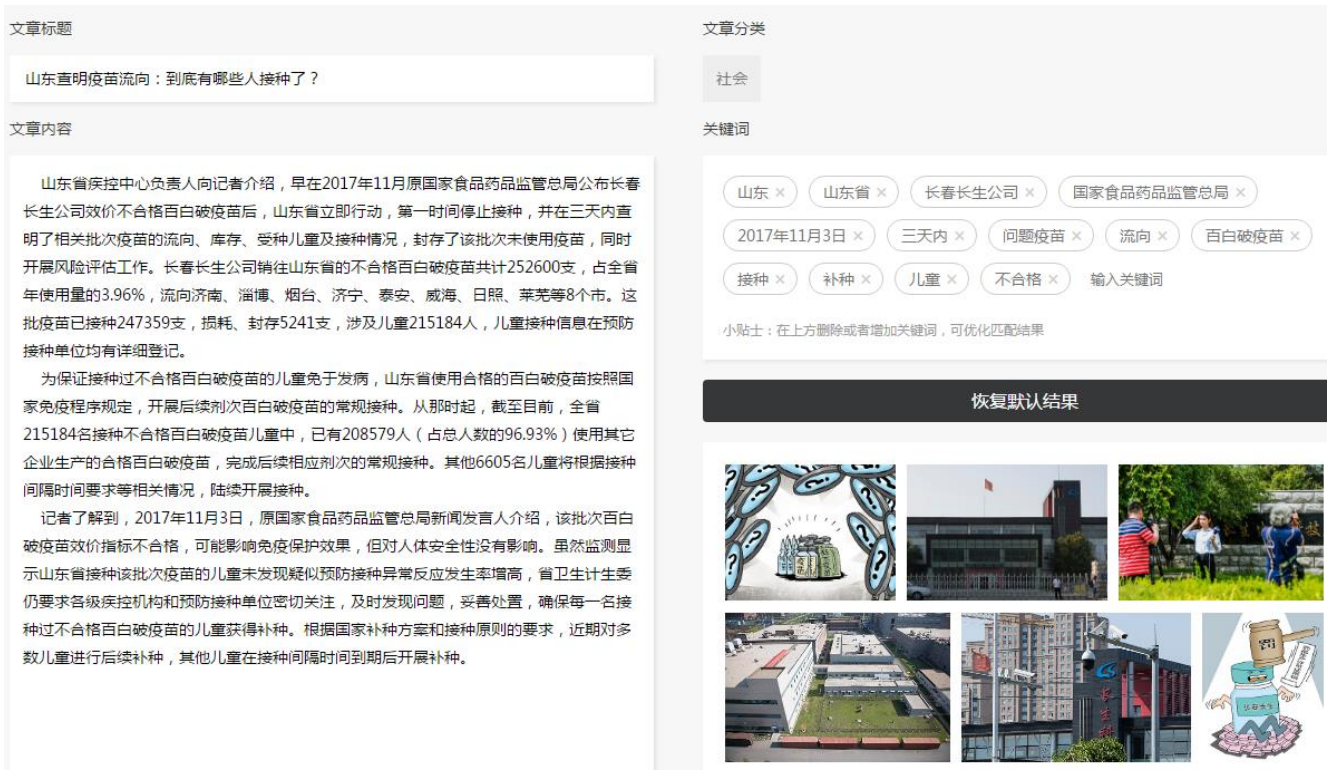 文章标题
山东查明疫苗流向：到底有哪些人接种了？
文章内容
山东省疾控中心负责人向记者介绍，早在2017年11月原国家食品药品监管总局公布长春
长生公司效价不合格百白破疫苗后，山东省立即行动，第一时间停止接种，并在三天内查
明了相关批次疫苗的流向、库存、受种儿童及接种情况，封存了该批次未使用疫苗，同时
开展风险评估工作。长春长生公司销往山东省的不合格百白破疫苗共计252600支，占全省
年使用量的3.96%，流向济南、淄博、烟台、济宁、泰安、威海、日照、莱芜等8个市。这
批疫苗已接种247359支，损耗、封存5241支，涉及儿童215184人，儿童接种信息在预防
接种单位均有详细登记。
为保证接种过不合格百白破疫苗的儿童免于发病，山东省使用合格的百白破疫苗按照国
家免疫程序规定，开展后续剂次百白破疫苗的常规接种。从那时起，截至目前，全省
215184名接种不合格百白破疫苗儿童中，已有208579人（占总人数的96.93%）使用其它
企业生产的合格百白破疫苗，完成后续相应剂次的常规接种。其他6605名儿童将根据接种
间隔时间要求等相关情况，陆续开展接种。
记者了解到，2017年11月3日，原国家食品药品监管总局新闻发言人介绍，该批次百白
破疫苗效价指标不合格，可能影响免疫保护效果，但对人体安全性没有影响。虽然监测显
示山东省接种该批次疫苗的儿童未发现疑似预防接种异常反应发生率增高，省卫生计生委
仍要求各级疾控机构和预防接种单位密切关注，及时发现问题，妥善处置，确保每一名接
种过不合格百白破疫苗的儿童获得补种。根据国家补种方案和接种原则的要求，近期对多
数儿童进行后续补种，其他儿童在接种间隔时间到期后开展补种。
文章分类
社会
关键词
山东 × 山东省 × 长春长生公司 × 国家食品药品监管总局 ×
2017年11月3日 × 三天内 × 问题疫苗 × 流向 × 百白破疫苗 ×
接种 × 补种 × 儿童 × 不合格 × 输入关键词
小贴士：在上方删除或者增加关键词，可优化匹配结果
恢复默认结果
长生科
罚
长春长生